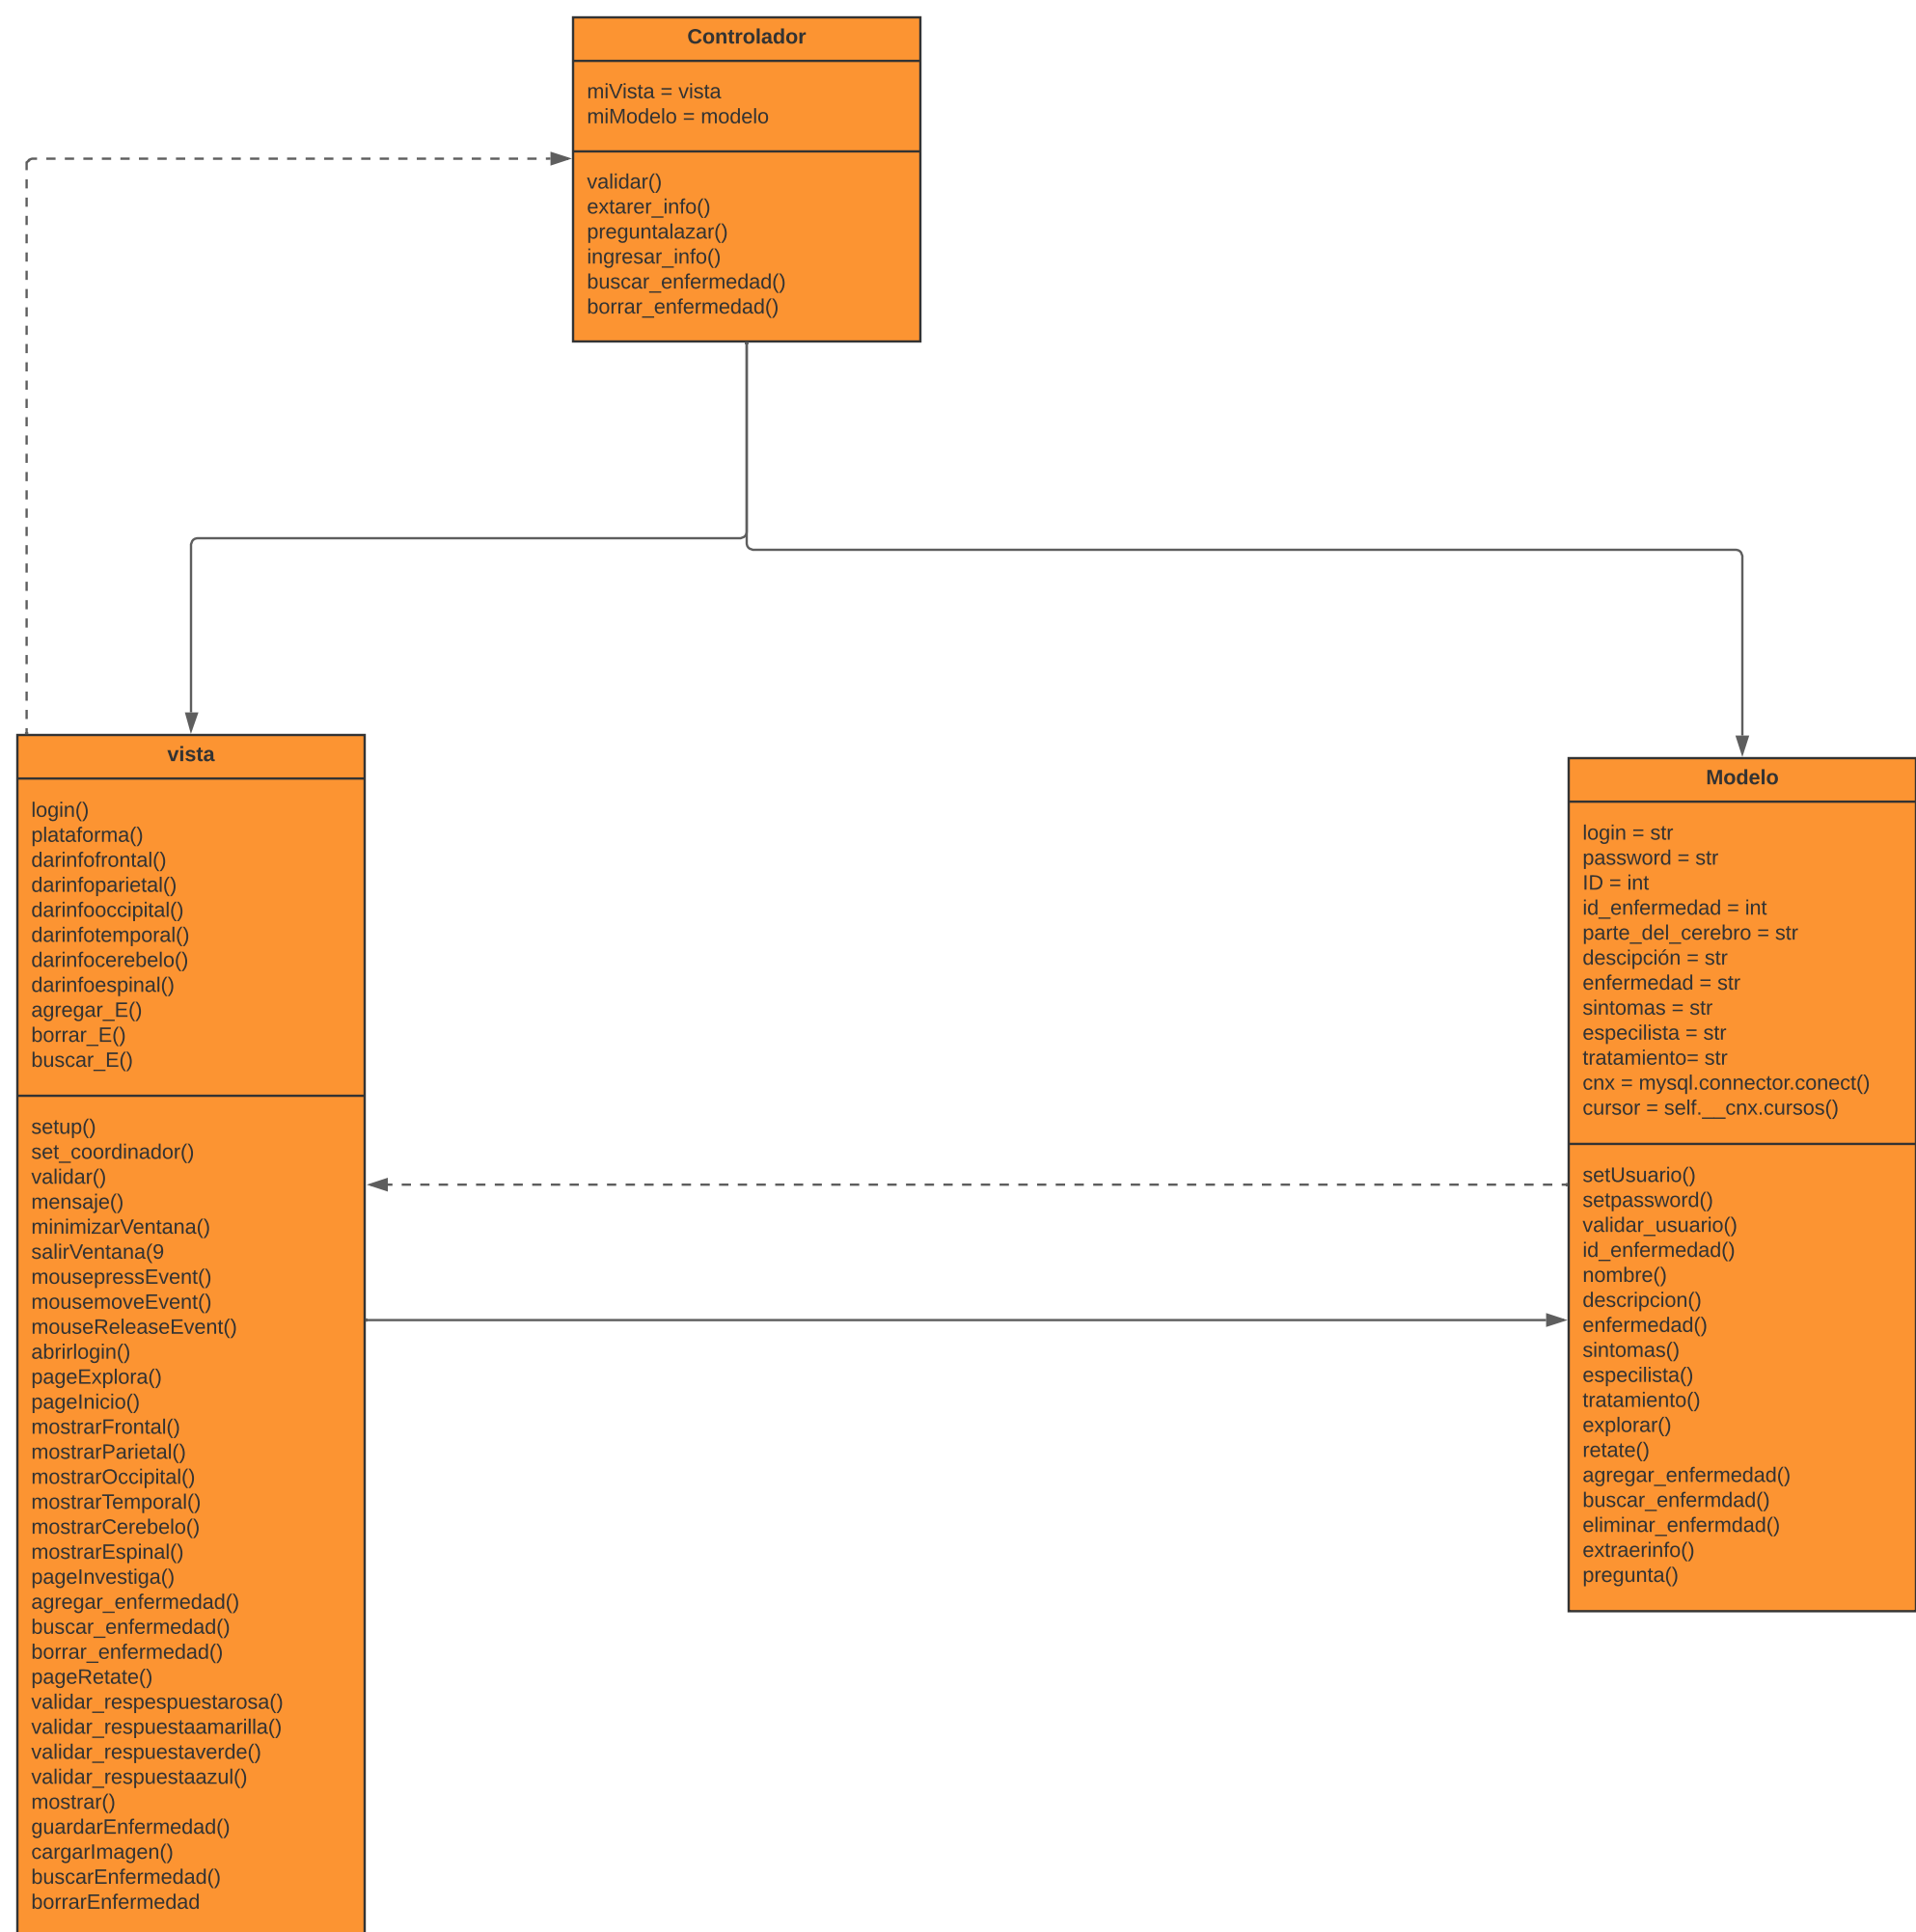 Controlador
miVista = vista
miModelo = modelo
validar()
extarer_info()
preguntalazar()
ingresar_info()
buscar_enfermedad()
borrar_enfermedad()
vista
login()
plataforma()
darinfofrontal()
darinfoparietal()
darinfooccipital()
darinfotemporal()
darinfocerebelo()
darinfoespinal()
agregar_E()
borrar_E()
buscar_E()
setup()
set_coordinador()
validar()
mensaje()
minimizarVentana()
salirVentana(9
mousepressEvent()
mousemoveEvent()
mouseReleaseEvent()
abrirlogin()
pageExplora()
pageInicio()
mostrarFrontal()
mostrarParietal()
mostrarOccipital()
mostrarTemporal()
mostrarCerebelo()
mostrarEspinal()
pageInvestiga()
agregar_enfermedad()
buscar_enfermedad()
borrar_enfermedad()
pageRetate()
validar_respespuestarosa()
validar_respuestaamarilla()
validar_respuestaverde()
validar_respuestaazul()
mostrar()
guardarEnfermedad()
cargarImagen()
buscarEnfermedad()
borrarEnfermedad
Modelo
login = str
password = str
ID = int
id_enfermedad = int
parte_del_cerebro = str
descipción = str
enfermedad = str
sintomas = str
especilista = str
tratamiento= str
cnx = mysql.connector.conect()
cursor = self.__cnx.cursos()
setUsuario()
setpassword()
validar_usuario()
id_enfermedad()
nombre()
descripcion()
enfermedad()
sintomas()
especilista()
tratamiento()
explorar()
retate()
agregar_enfermedad()
buscar_enfermdad()
eliminar_enfermdad()
extraerinfo()
pregunta()